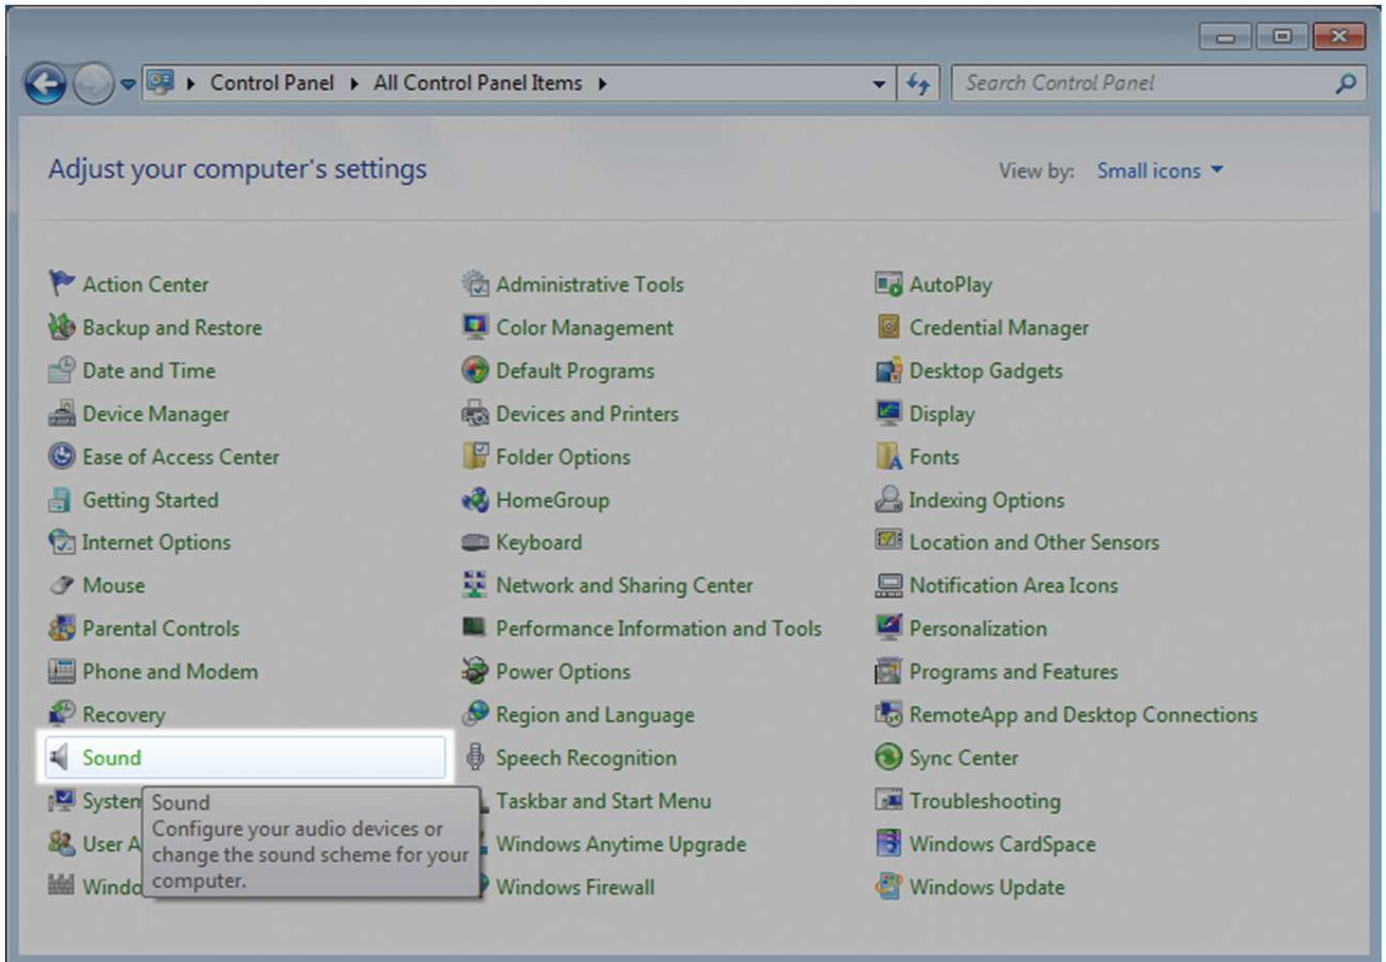 Control Panel All Control Panel Items Search Control Panel
Adjust your computer's settings View by: Small icons
Action Center Administrative Tools AutoPlay
Backup and Restore Color Management Credential Manager
Date and Time Default Programs Desktop Gadgets
Device Manager Devices and Printers Display
Ease of Access Center Folder Options Fonts
Getting Started HomeGroup Indexing Options
Internet Options Keyboard Location and Other Sensors
Mouse Network and Sharing Center Notification Area Icons
Parental Controls Performance Information and Tools Personalization
Phone and Modem Power Options Programs and Features
Recovery Region and Language RemoteApp and Desktop Connections
Sound Speech Recognition Sync Center
System Taskbar and Start Menu Troubleshooting
User A Windows Anytime Upgrade Windows CardSpace
Windo Windows Firewall Windows Update
Sound
Configure your audio devices or
change the sound scheme for your
computer.